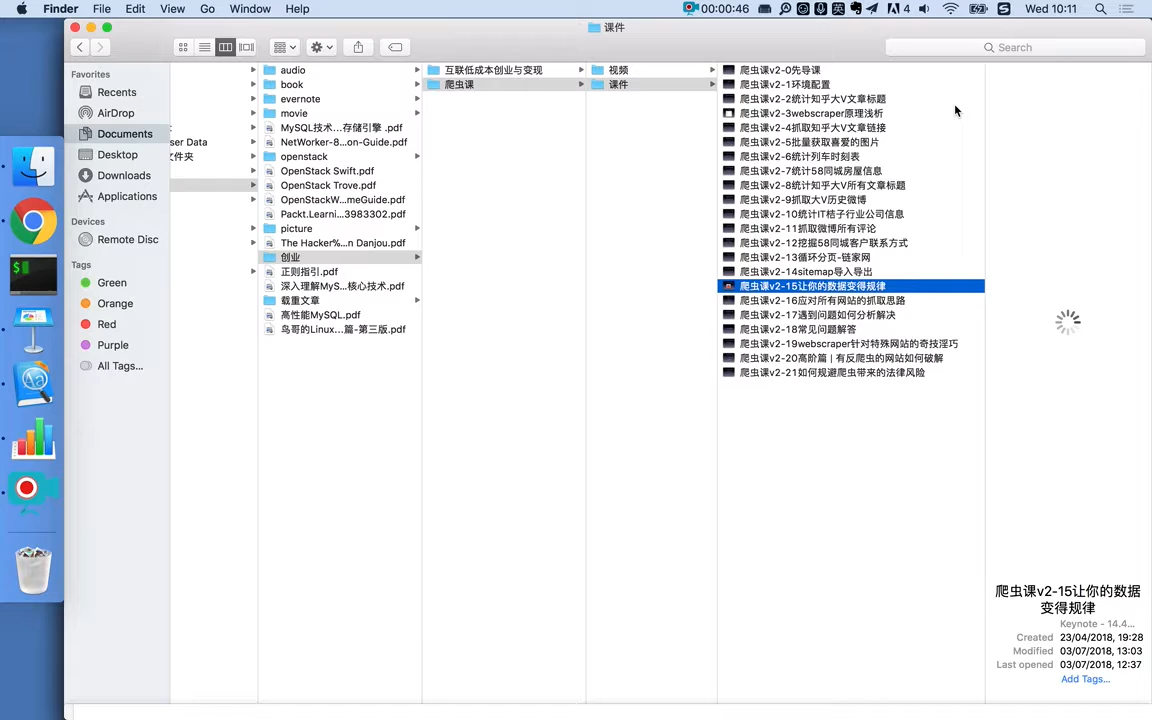 Finder File Edit View Go Window Help 00:00:46 英 4 Wed 10:11
课件
Search
Favorites
Recents
AirDrop
Documents
Desktop
Downloads
Applications
Devices
Remote Disc
Tags
Green
Orange
Red
Purple
All Tags...
ser Data
文件夹
audio
book
evernote
movie
MySQL技术...存储引擎 .pdf
NetWorker-8...on-Guide.pdf
openstack
OpenStack Swift.pdf
OpenStack Trove.pdf
OpenStackW...meGuide.pdf
Packt.Learni...3983302.pdf
picture
The Hacker%...n Danjou.pdf
创业
正则指引.pdf
深入理解MyS...核心技术.pdf
载重文章
高性能MySQL.pdf
鸟哥的Linux...篇-第三版.pdf
互联低成本创业与变现
爬虫课
视频
课件
爬虫课v2-0先导课
爬虫课v2-1环境配置
爬虫课v2-2统计知乎大V文章标题
爬虫课v2-3webscraper原理浅析
爬虫课v2-4抓取知乎大V文章链接
爬虫课v2-5批量获取喜爱的图片
爬虫课v2-6统计列车时刻表
爬虫课v2-7统计58同城房屋信息
爬虫课v2-8统计知乎大V所有文章标题
爬虫课v2-9抓取大V历史微博
爬虫课v2-10统计IT桔子行业公司信息
爬虫课v2-11抓取微博所有评论
爬虫课v2-12挖掘58同城客户联系方式
爬虫课v2-13循环分页-链家网
爬虫课v2-14sitemap导入导出
爬虫课v2-15让你的数据变得规律
爬虫课v2-16应对所有网站的抓取思路
爬虫课v2-17遇到问题如何分析解决
爬虫课v2-18常见问题解答
爬虫课v2-19webscraper针对特殊网站的奇技淫巧
爬虫课v2-20高阶篇 | 有反爬虫的网站如何破解
爬虫课v2-21如何规避爬虫带来的法律风险
爬虫课v2-15让你的数据
变得规律
Keynote - 14.4...
Created 23/04/2018, 19:28
Modified 03/07/2018, 13:03
Last opened 03/07/2018, 12:37
Add Tags...